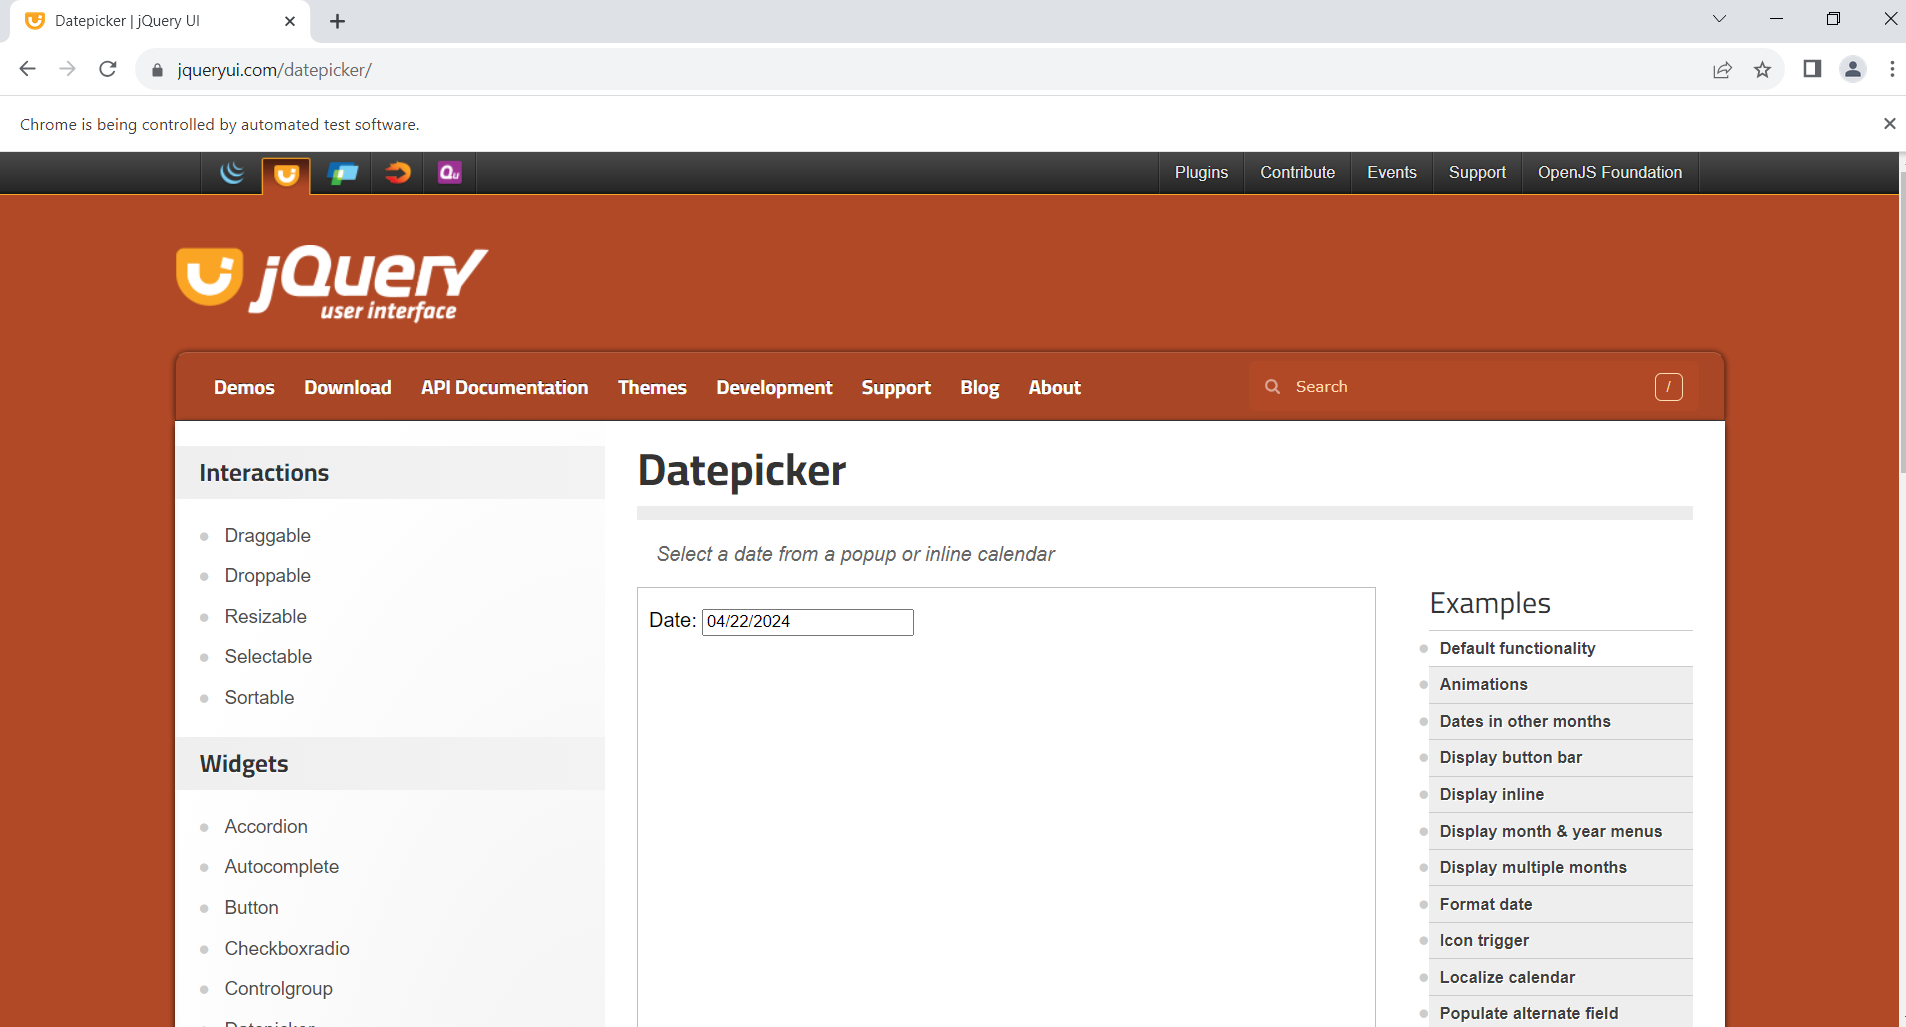 Datepicker | jQuery UI
jqueryui.com/datepicker/
Chrome is being controlled by automated test software.
Qu
Plugins Contribute Events Support OpenJS Foundation
jQuery
user interface
Demos Download API Documentation Themes Development Support Blog About Search /
Interactions
Draggable
Droppable
Resizable
Selectable
Sortable
Widgets
Accordion
Autocomplete
Button
Checkboxradio
Controlgroup
Datepicker
Datepicker
Select a date from a popup or inline calendar
Date: 04/22/2024
Examples
Default functionality
Animations
Dates in other months
Display button bar
Display inline
Display month & year menus
Display multiple months
Format date
Icon trigger
Localize calendar
Populate alternate field